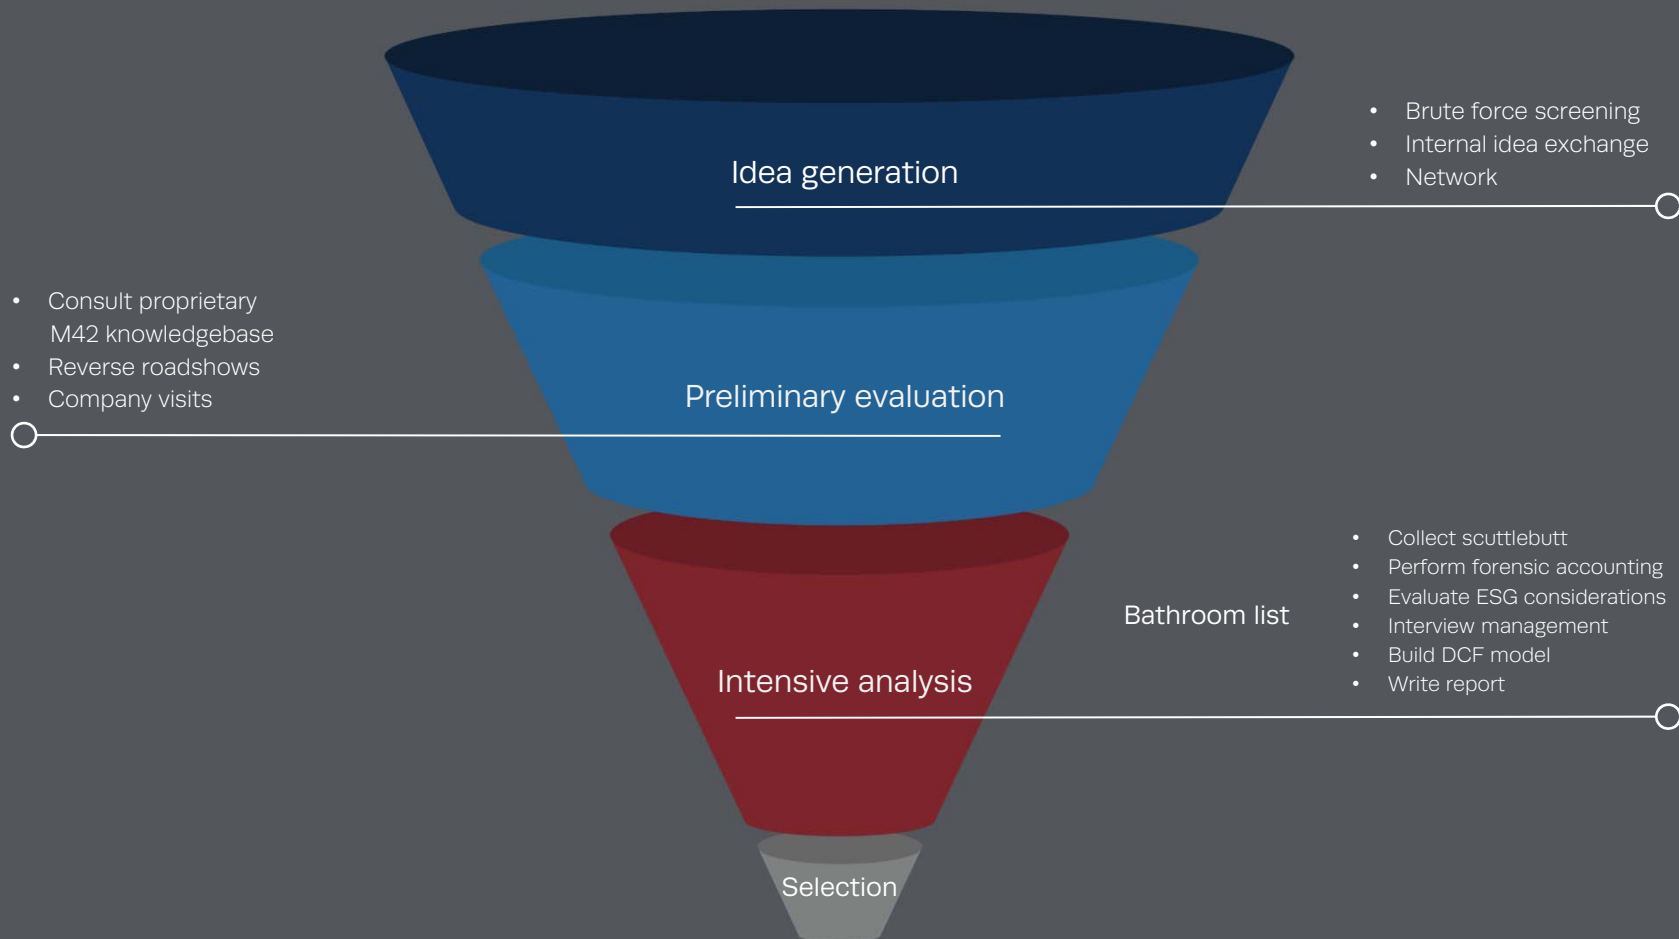 Idea generation
• Brute force screening
• Internal idea exchange
• Network
• Consult proprietary
M42 knowledgebase
• Reverse roadshows
• Company visits
Preliminary evaluation
Intensive analysis
Bathroom list
• Collect scuttlebutt
• Perform forensic accounting
• Evaluate ESG considerations
• Interview management
• Build DCF model
• Write report
Selection